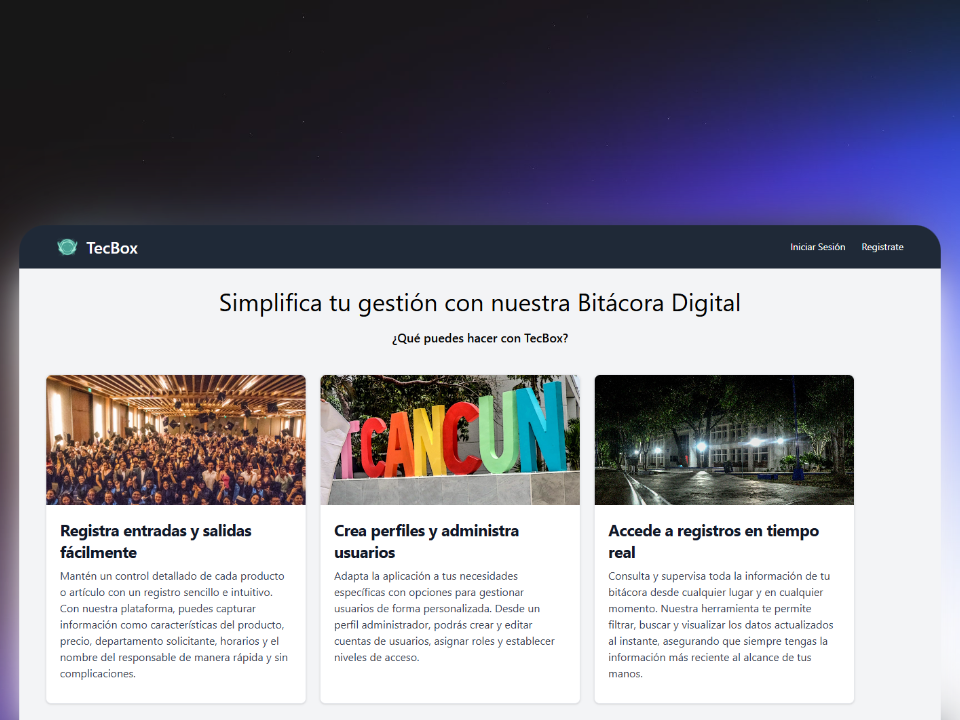 TecBox
Iniciar Sesión Registrate
Simplifica tu gestión con nuestra Bitácora Digital
¿Qué puedes hacer con TecBox?
TCANCUN
Registra entradas y salidas
fácilmente
Mantén un control detallado de cada producto
o artículo con un registro sencillo e intuitivo.
Con nuestra plataforma, puedes capturar
información como características del producto,
precio, departamento solicitante, horarios y el
nombre del responsable de manera rápida y sin
complicaciones.
Crea perfiles y administra
usuarios
Adapta la aplicación a tus necesidades
específicas con opciones para gestionar
usuarios de forma personalizada. Desde un
perfil administrador, podrás crear y editar
cuentas de usuarios, asignar roles y establecer
niveles de acceso.
Accede a registros en tiempo
real
Consulta y supervisa toda la información de tu
bitácora desde cualquier lugar y en cualquier
momento. Nuestra herramienta te permite
filtrar, buscar y visualizar los datos actualizados
al instante, asegurando que siempre tengas la
información más reciente al alcance de tus
manos.